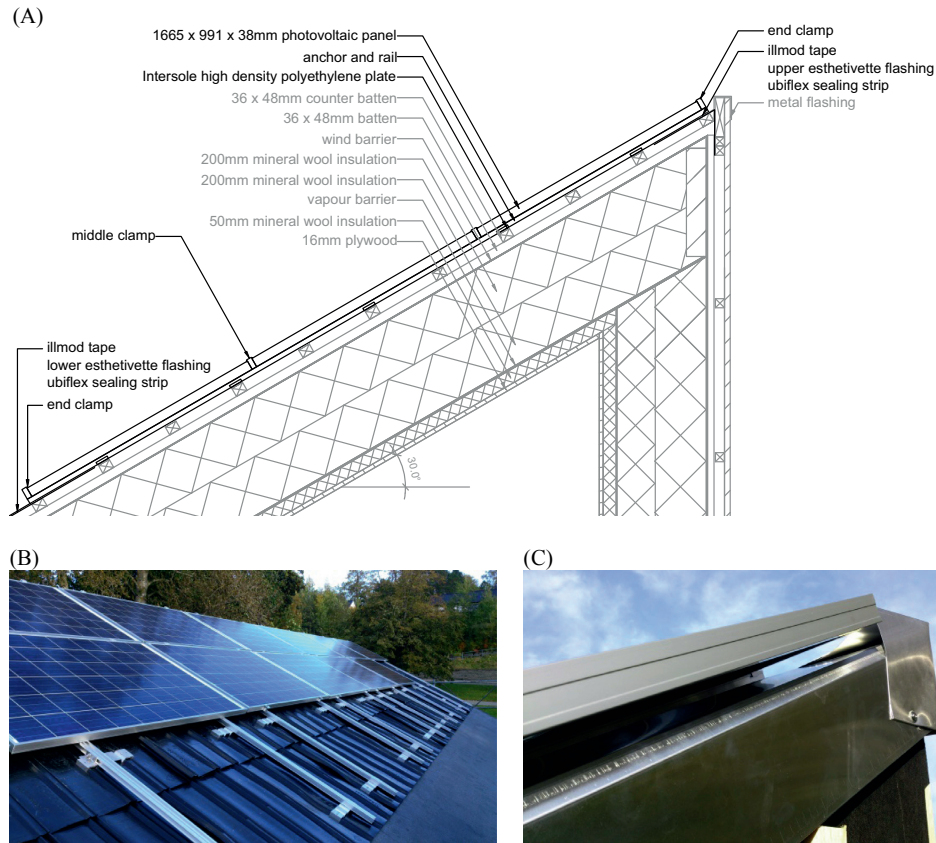 (A)
1665 x 991 x 38mm photovoltaic panel
anchor and rail
Intersole high density polyethylene plate
36 x 48mm counter batten
36 x 48mm batten
wind barrier
200mm mineral wool insulation
200mm mineral wool insulation
vapour barrier
50mm mineral wool insulation
16mm plywood
end clamp
illmod tape
upper esthetivette flashing
ubiflex sealing strip
metal flashing
middle clamp
illmod tape
lower esthetivette flashing
ubiflex sealing strip
end clamp
30.0°
(B)
(C)